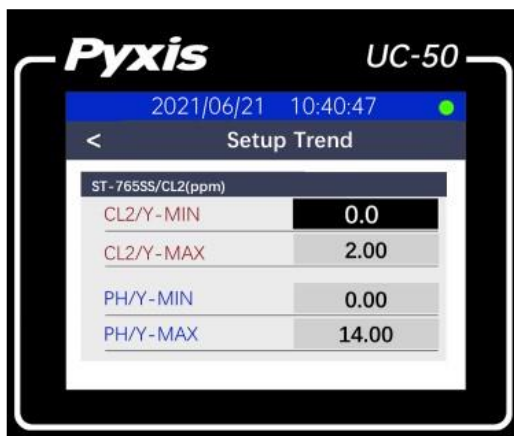 Pyxis UC-50
2021/06/21 10:40:47
< Setup Trend
ST-765SS/CL2(ppm)
CL2/Y-MIN 0.0
CL2/Y-MAX 2.00
PH/Y-MIN 0.00
PH/Y-MAX 14.00